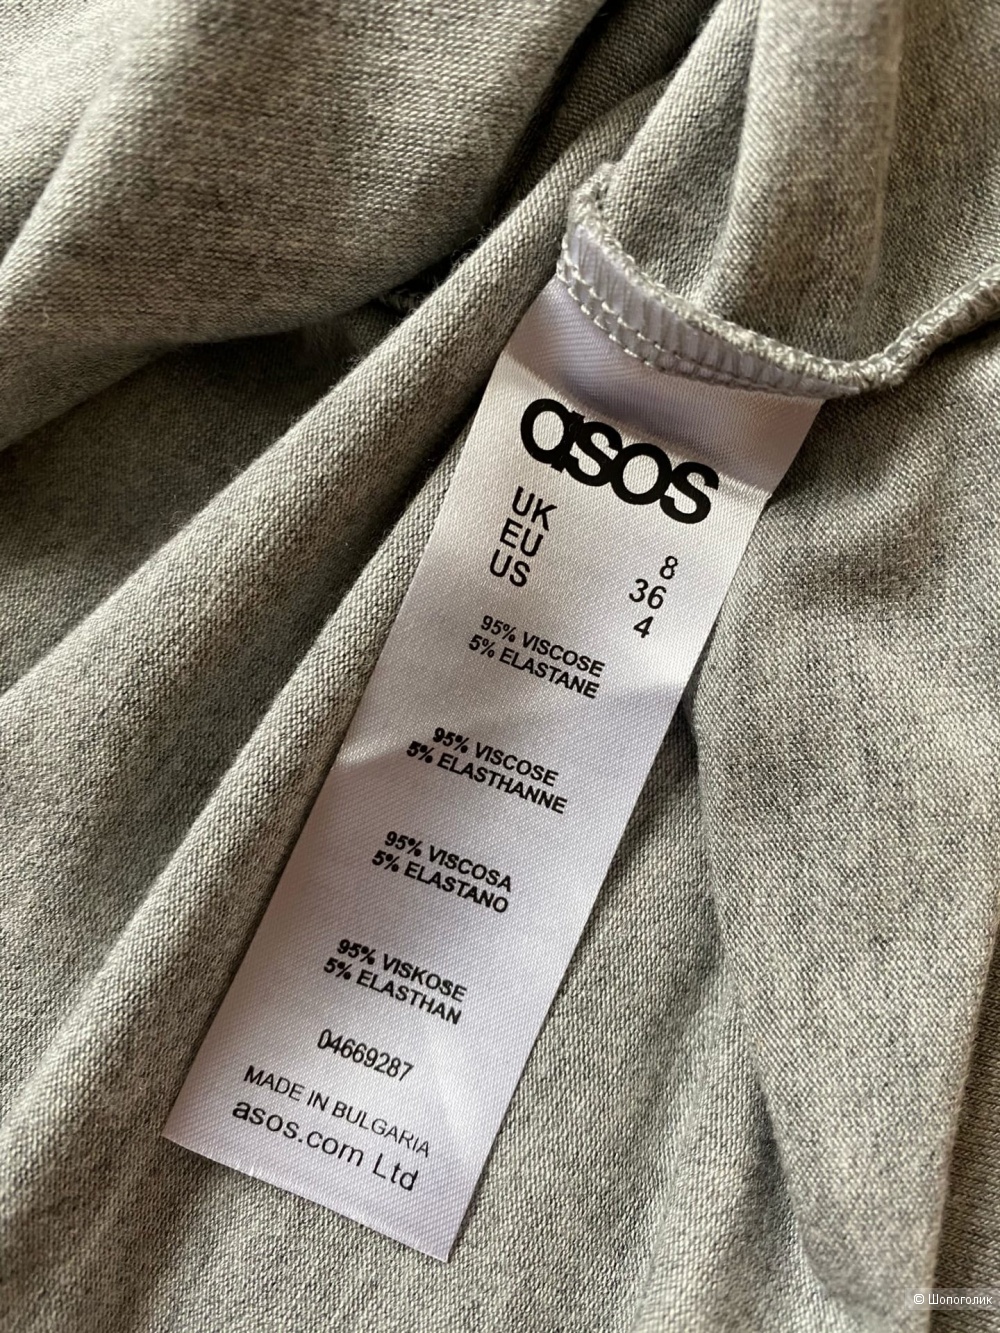 asos
UK 8
EU 36
US 4
95% VISCOSE
5% ELASTANE
95% VISCOSE
5% ELASTHANNE
95% VISCOSA
5% ELASTANO
95% VISKOSE
5% ELASTHAN
04669287
MADE IN BULGARIA
asos.com Ltd
© Шопоголик